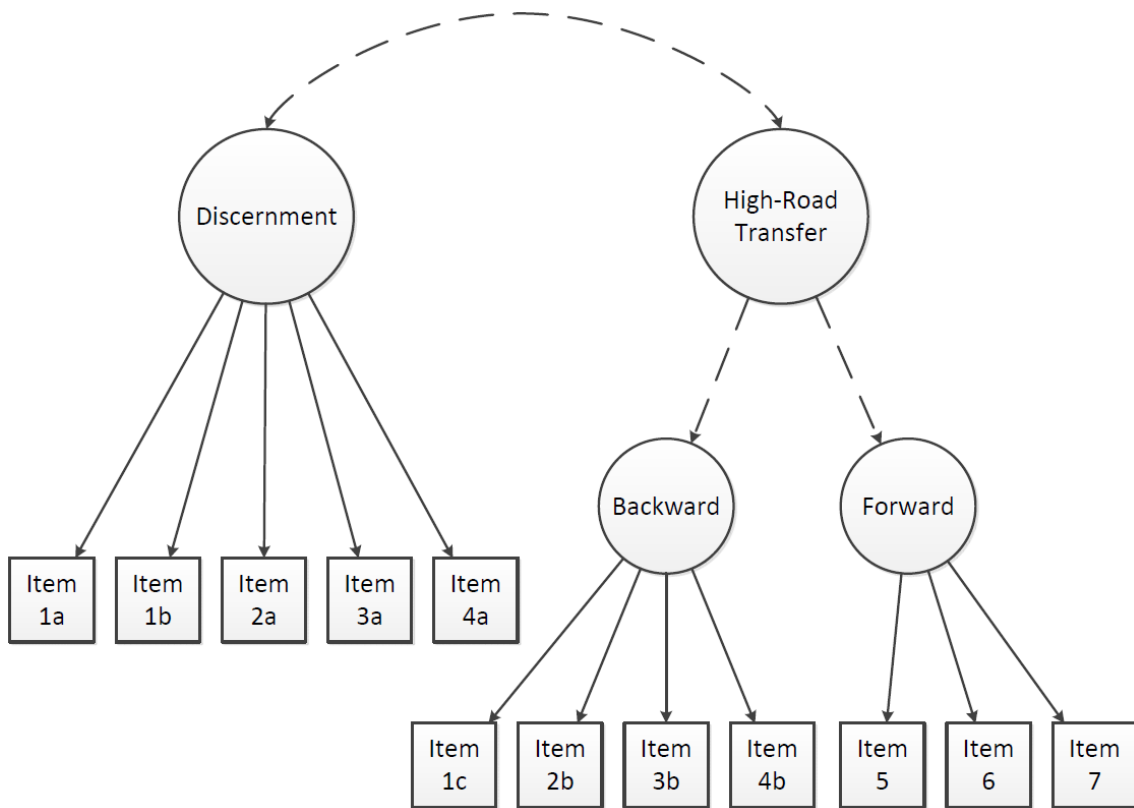 Discernment
High-Road
Transfer
Backward
Forward
Item
1a
Item
1b
Item
2a
Item
3a
Item
4a
Item
1c
Item
2b
Item
3b
Item
4b
Item
5
Item
6
Item
7